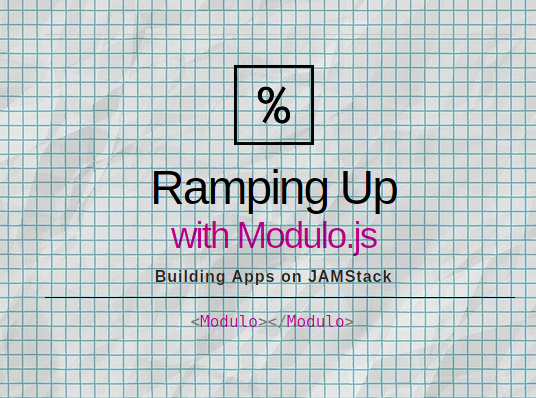 %
Ramping Up
with Modulo.js
Building Apps on JAMStack
<Modulo></Modulo>